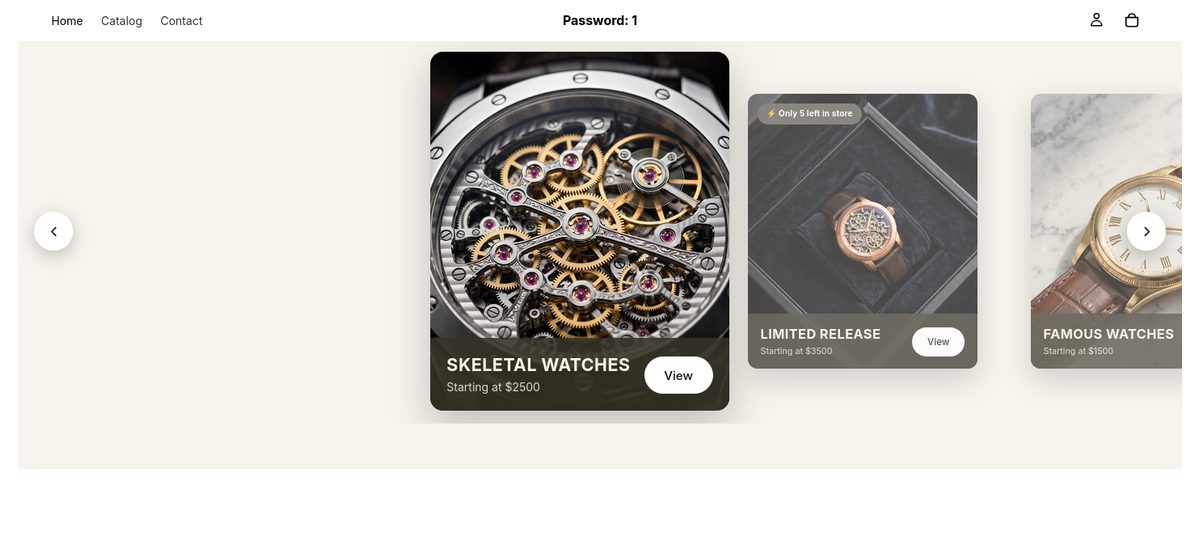 Home Catalog Contact
Password: 1
⚡ Only 5 left in store
SKELETAL WATCHES
Starting at $2500
View
LIMITED RELEASE
Starting at $3500
View
FAMOUS WATCHES
Starting at $1500